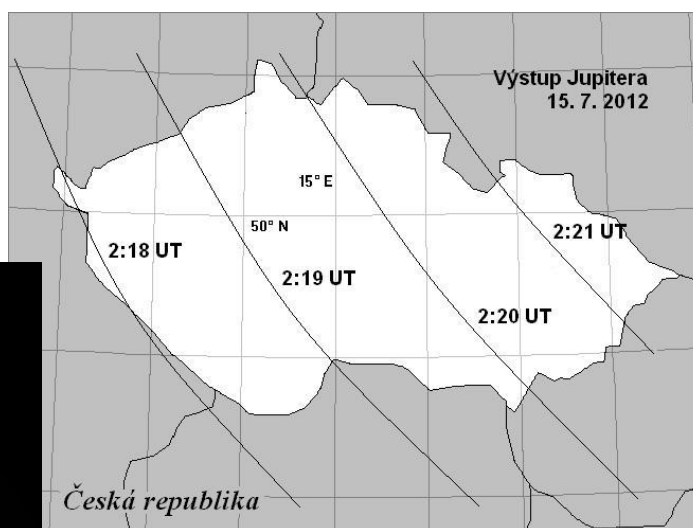 Výstup Jupitera
15. 7. 2012
15° E
50° N
2:18 UT
2:19 UT
2:20 UT
2:21 UT
Česká republika